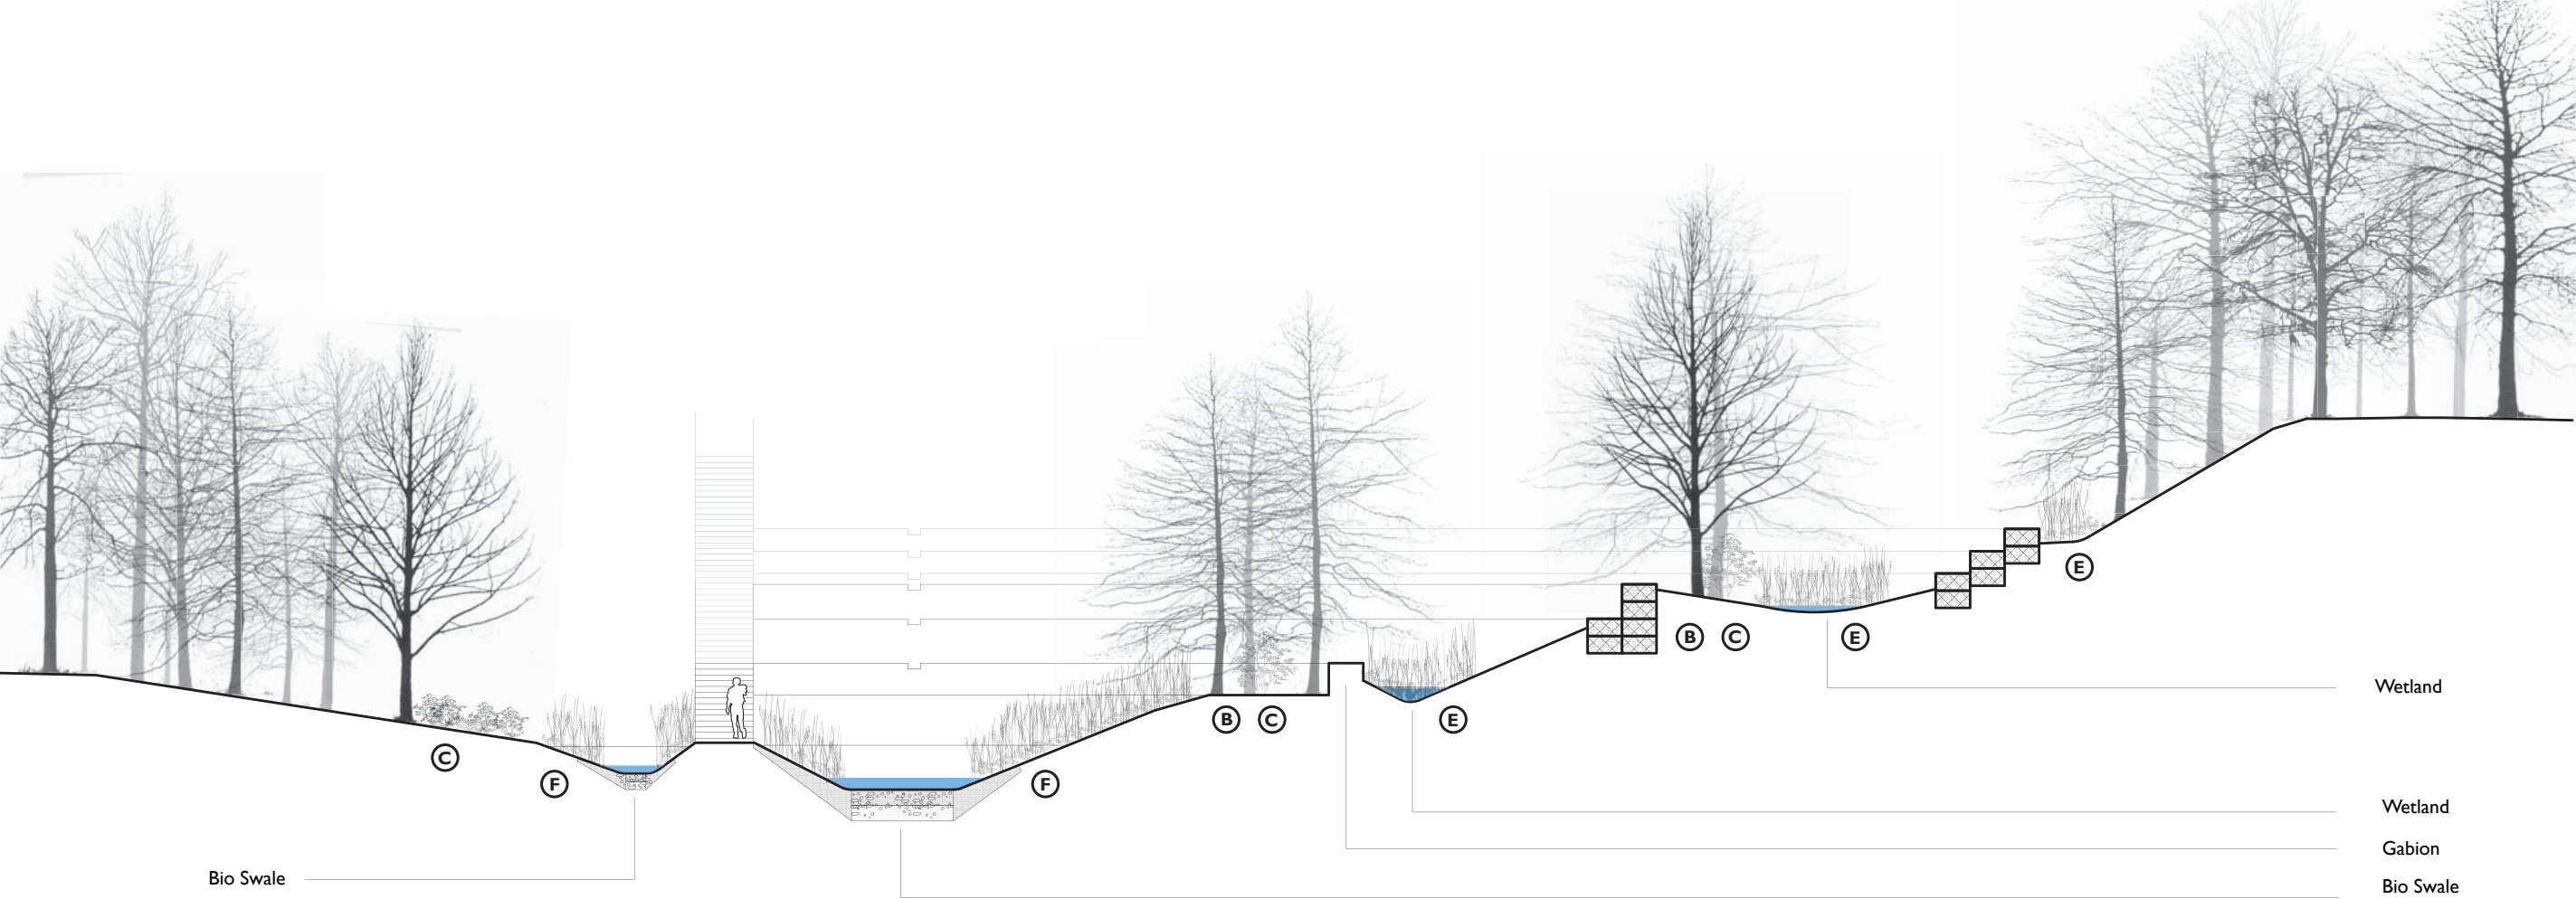 E
B C E
Wetland
B C E
C
F F
Wetland
Gabion
Bio Swale
Bio Swale